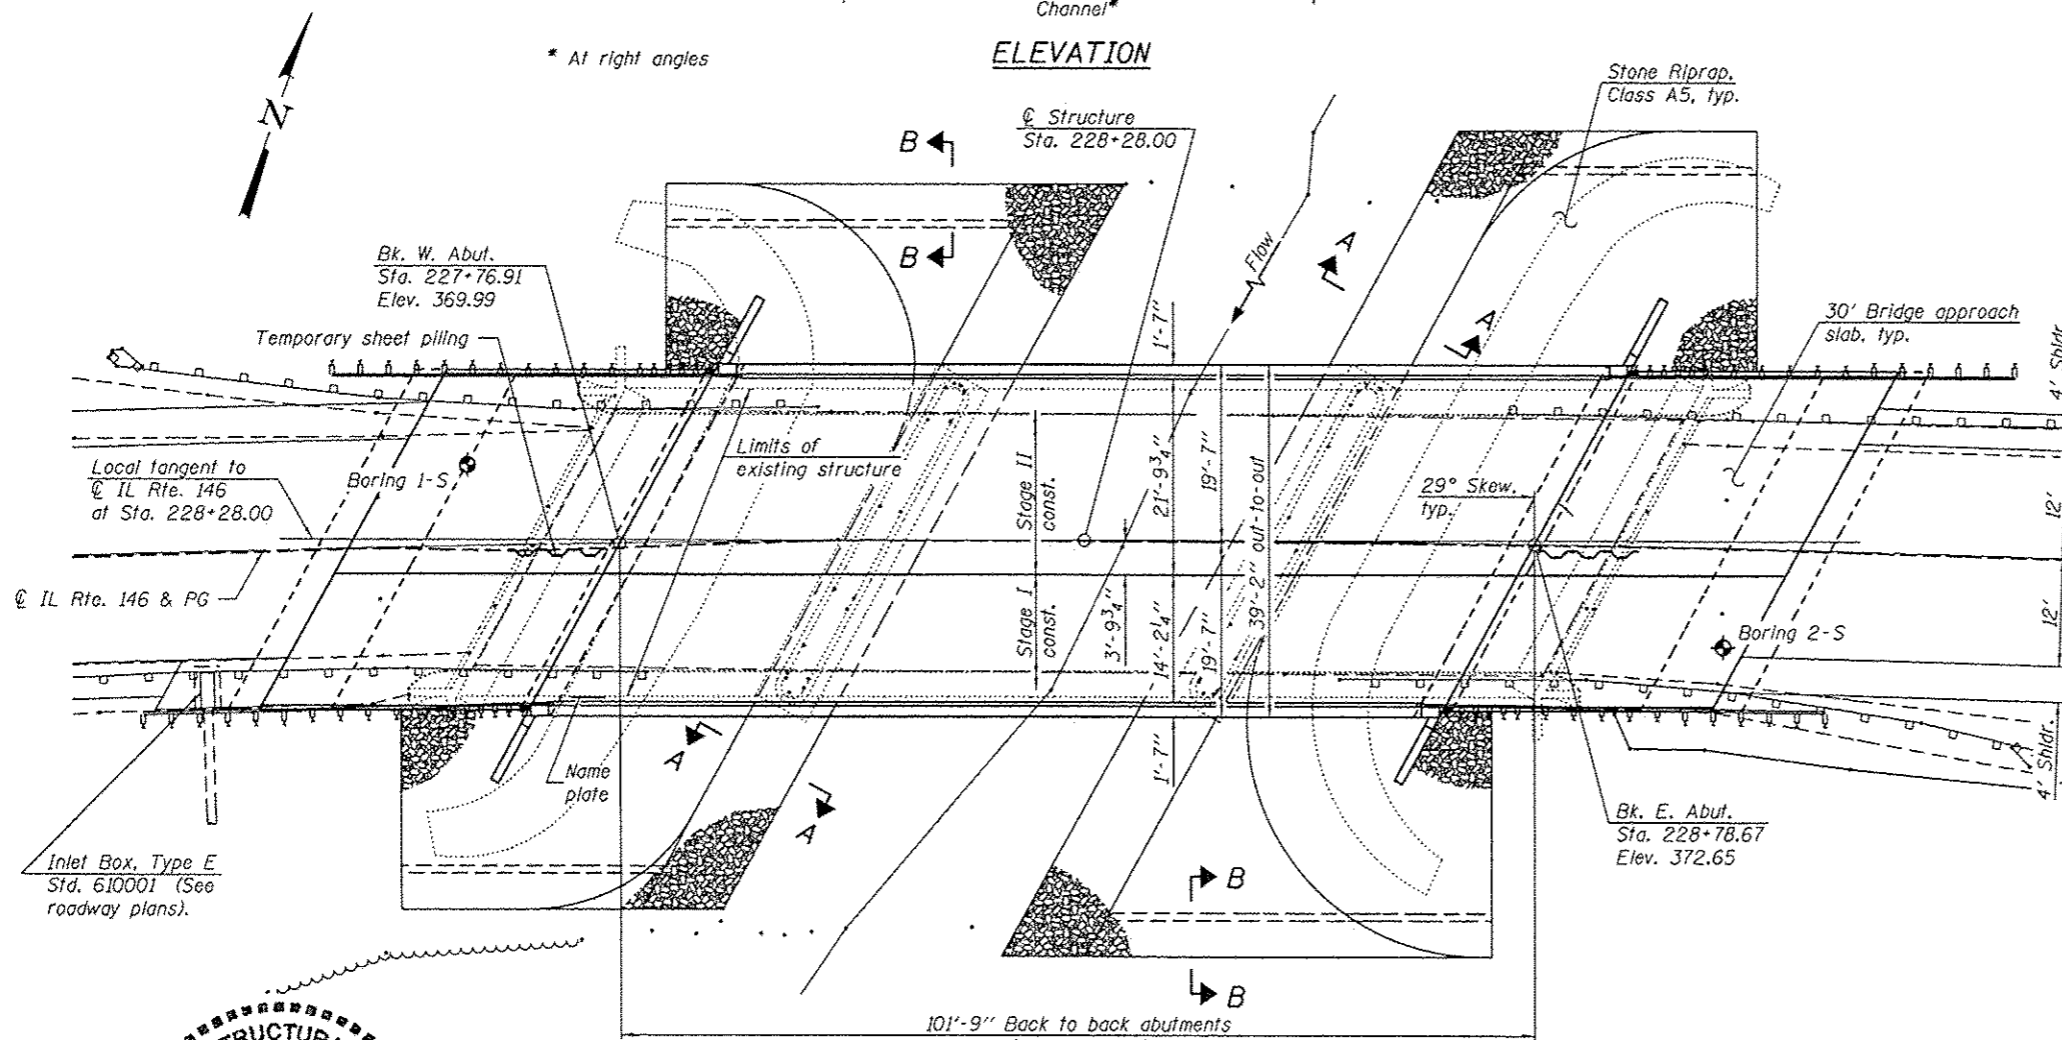 Channel*
* At right angles
ELEVATION
N
Stone Riprap,
Class A5, typ.
℄ Structure
Sta. 228+28.00
B
B
Flow
A
A
Bk. W. Abut.
Sta. 227+76.91
Elev. 369.99
Temporary sheet piling
30' Bridge approach
slab, typ.
4' Shldr.
1'-7"
Limits of
existing structure
Local tangent to
℄ IL Rte. 146
at Sta. 228+28.00
Boring 1-S
Stage II
const.
21'-9¾"
19'-7"
39'-2" out-to-out
29° Skew,
typ.
12'
℄ IL Rte. 146 & PG
Stage I
const.
3'-9¾"
14'-2¼"
19'-7"
Boring 2-S
12'
4' Shldr.
1'-7"
Name
plate
A
A
Bk. E. Abut.
Sta. 228+78.67
Elev. 372.65
Inlet Box, Type E
Std. 610001 (See
roadway plans).
B
B
101'-9" Back to back abutments